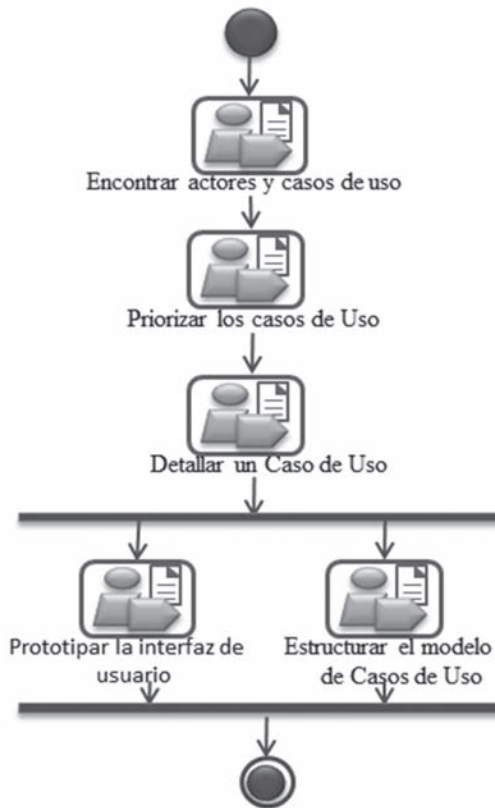 Encontrar actores y casos de uso
Priorizar los casos de Uso
Detallar un Caso de Uso
Prototipar la interfaz de
usuario
Estructurar el modelo
de Casos de Uso